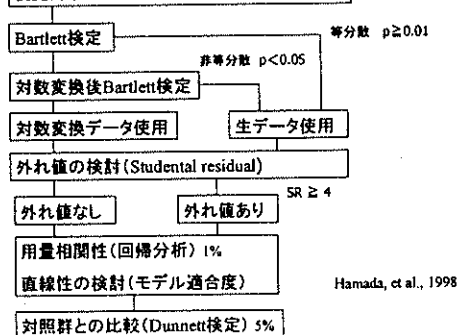 Bartlett検定
等分散 p≧0.01
非等分散 p<0.05
対数変換後Bartlett検定
対数変換データ使用
生データ使用
外れ値の検討(Studental residual)
SR ≧ 4
外れ値なし
外れ値あり
用量相関性(回帰分析) 1%
直線性の検討(モデル適合度)
Hamada, et al., 1998
対照群との比較(Dunnett検定) 5%